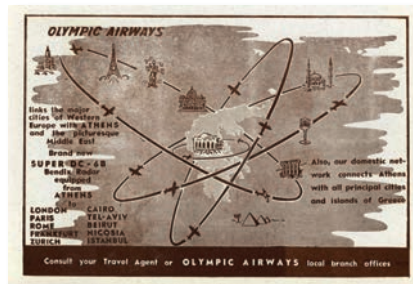 OLYMPIC AIRWAYS
links the major
cities of Western
Europe with ATHENS
and the picturesque
Middle East
Brand new
SUPER DC-6B
Bendix Radar
equipped
from
ATHENS
to
LONDON CAIRO
PARIS TEL-AVIV
ROME BEIRUT
FRANKFURT NICOSIA
ZURICH ISTANBUL
Also, our domestic net-
work connects Athens
with all principal cities
and islands of Greece
Consult your Travel Agent or OLYMPIC AIRWAYS local branch offices